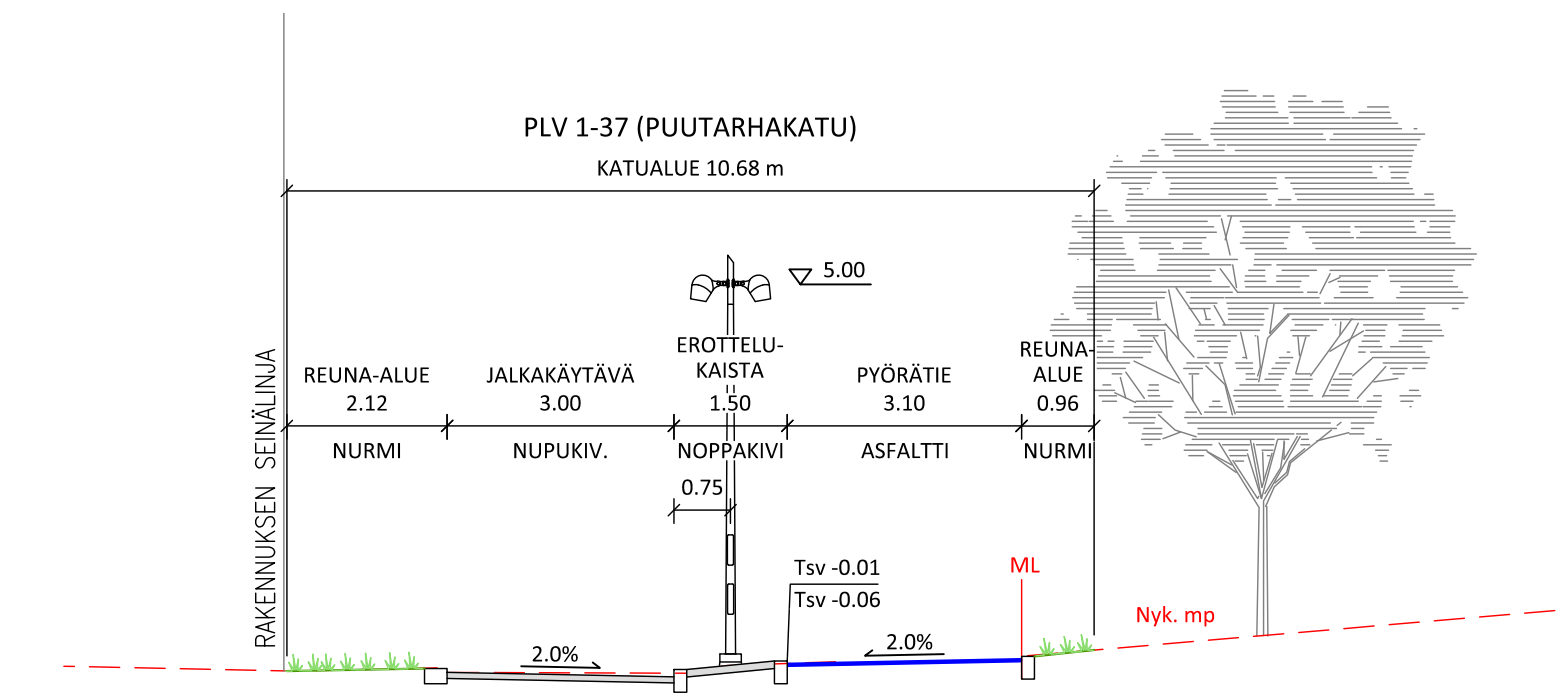 PLV 1-37 (PUUTARHAKATU)
KATUALUE 10.68 m
5.00
RAKENNUKSEN SEINÄLINJA
REUNA-ALUE
2.12
NURMI
JALKAKÄYTÄVÄ
3.00
NUPUKIV.
EROTTELU-
KAISTA
1.50
NOPPAKIVI
PYÖRÄTIE
3.10
ASFALTTI
REUNA-
ALUE
0.96
NURMI
0.75
Tsv -0.01
Tsv -0.06
ML
Nyk. mp
2.0%
2.0%